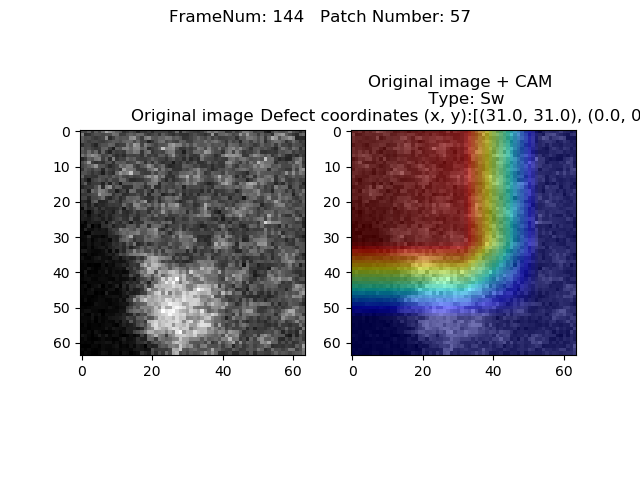 FrameNum: 144   Patch Number: 57
Original image + CAM
Type: Sw
Original image Defect coordinates (x, y):[(31.0, 31.0), (0.0, 0
0
10
20
30
40
50
60
0 20 40 60
0
10
20
30
40
50
60
0 20 40 60